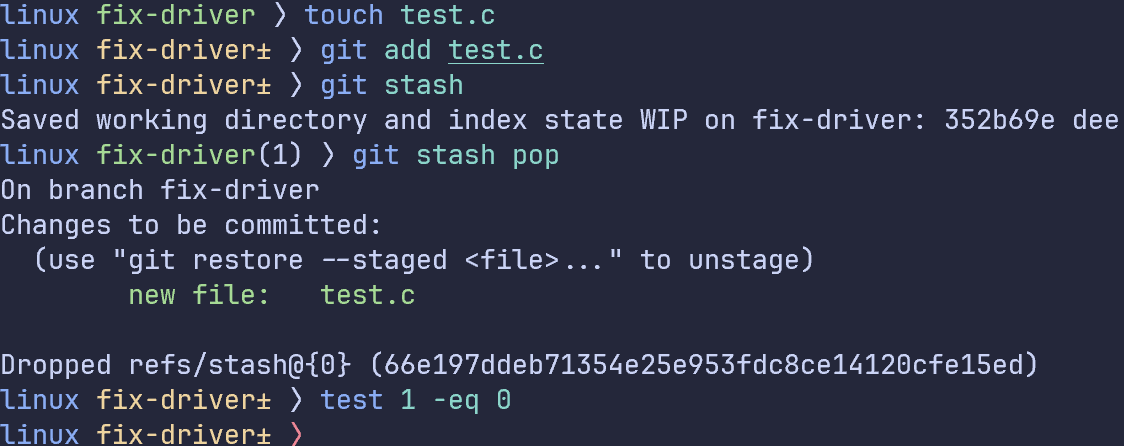 linux fix-driver ❯ touch test.c
linux fix-driver± ❯ git add test.c
linux fix-driver± ❯ git stash
Saved working directory and index state WIP on fix-driver: 352b69e dee
linux fix-driver(1) ❯ git stash pop
On branch fix-driver
Changes to be committed:
  (use "git restore --staged <file>..." to unstage)
        new file:   test.c
Dropped refs/stash@{0} (66e197ddeb71354e25e953fdc8ce14120cfe15ed)
linux fix-driver± ❯ test 1 -eq 0
linux fix-driver± ❯